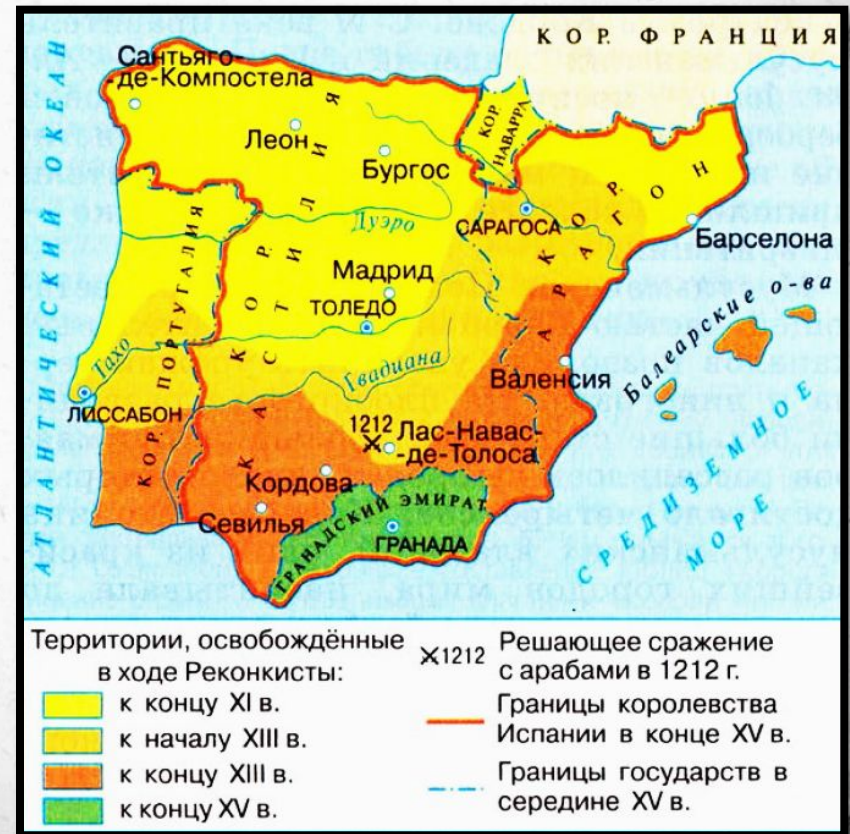 КОР. ФРАНЦИЯ
АТЛАНТИЧЕСКИЙ ОКЕАН
Сантьяго-
-де-Компостела
Леон
Бургос
КОР.
НАВАРРА
КОР. КАСТИЛИЯ
Дуэро
САРАГОСА
КОР. АРАГОН
Барселона
КОР. ПОРТУГАЛИЯ
Мадрид
ТОЛЕДО
Тахо
Гвадиана
ЛИССАБОН
Валенсия
Балеарские о-ва
1212
Лас-Навас-
-де-Толоса
Кордова
Севилья
ГРАНАДСКИЙ ЭМИРАТ
ГРАНАДА
СРЕДИЗЕМНОЕ
МОРЕ
Территории, освобождённые
в ходе Реконкисты:
к концу XI в.
к началу XIII в.
к концу XIII в.
к концу XV в.
1212 Решающее сражение
с арабами в 1212 г.
Границы королевства
Испании в конце XV в.
Границы государств в
середине XV в.